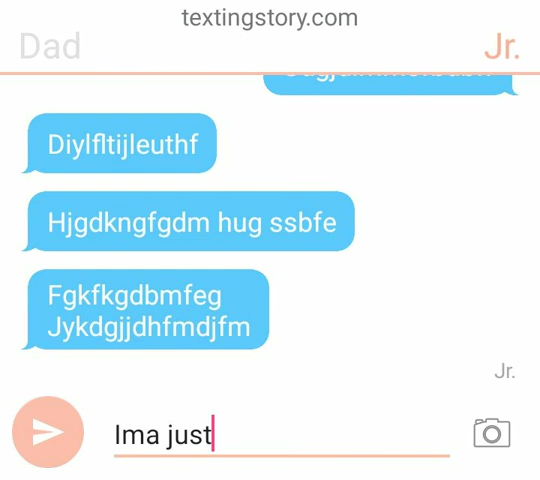 textingstory.com
Dad
Jr.
Diylfltijleuthf
Hjgdkngfgdm hug ssbfe
Fgkfkgdbmfeg
Jykdgjjdhfmdjfm
Jr.
Ima just